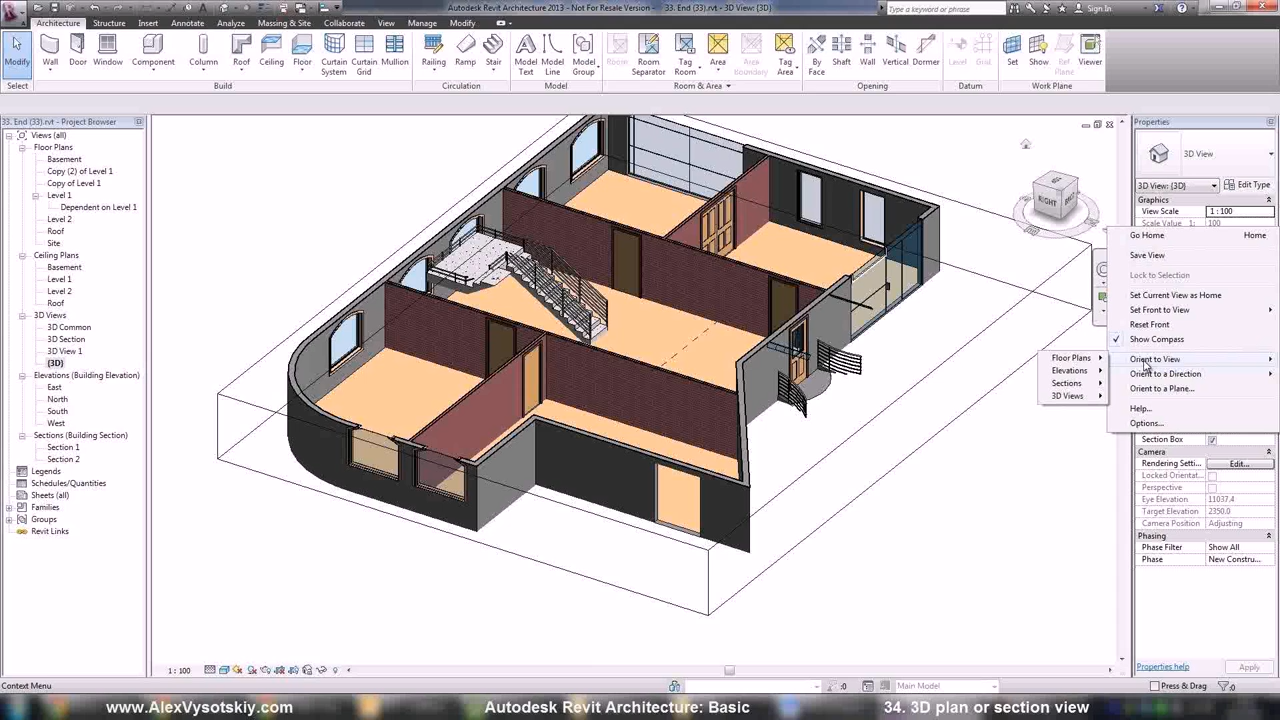 Autodesk Revit Architecture 2013 - Not For Resale Version - 33. End (33).rvt - 3D View: {3D}
Type a keyword or phrase
Sign In
Architecture Structure Insert Annotate Analyze Massing & Site Collaborate View Manage Modify
Modify Wall Door Window Component Column Roof Ceiling Floor Curtain System Curtain Grid Mullion Railing Ramp Stair Model Text Model Line Model Group Room Room Separator Tag Room Area Area boundary Tag Area By Face Shaft Wall Vertical Dormer Level Grid Set Show Ref Plane Viewer
Select Build Circulation Model Room & Area Opening Datum Work Plane
33. End (33).rvt - Project Browser
Views (all)
Floor Plans
Basement
Copy (2) of Level 1
Copy of Level 1
Level 1
Dependent on Level 1
Level 2
Roof
Site
Ceiling Plans
Basement
Level 1
Level 2
Roof
3D Views
3D Common
3D Section
3D View 1
{3D}
Elevations (Building Elevation)
East
North
South
West
Sections (Building Section)
Section 1
Section 2
Legends
Schedules/Quantities
Sheets (all)
Families
Groups
Revit Links
RIGHT
Properties
3D View
3D View: {3D}
Edit Type
Graphics
View Scale 1 : 100
Scale Value 1: 100
Go Home Home
Save View
Lock to Selection
Set Current View as Home
Set Front to View
Reset Front
Show Compass
Orient to View
Orient to a Direction
Orient to a Plane...
Help...
Options...
Floor Plans
Elevations
Sections
3D Views
Section Box
Camera
Rendering Setti... Edit...
Locked Orientat...
Perspective
Eye Elevation 11037.4
Target Elevation 2350.0
Camera Position Adjusting
Phasing
Phase Filter Show All
Phase New Constru...
Properties help Apply
1 : 100
Context Menu
:0
Main Model
Press & Drag
:0
www.AlexVysotskiy.com
Autodesk Revit Architecture: Basic
34. 3D plan or section view